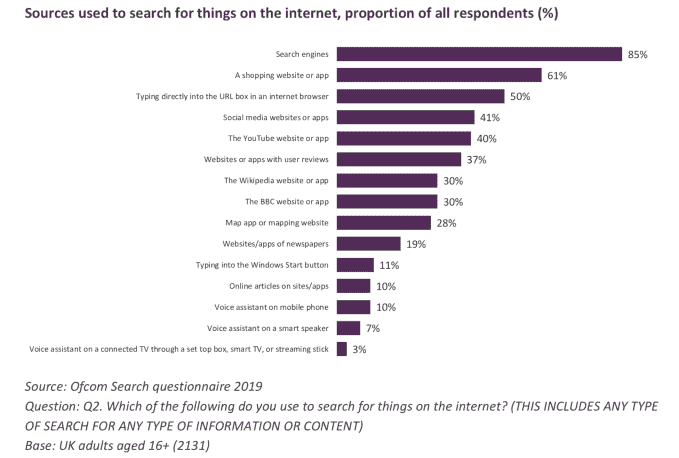 Sources used to search for things on the internet, proportion of all respondents (%)
Search engines 85%
A shopping website or app 61%
Typing directly into the URL box in an internet browser 50%
Social media websites or apps 41%
The YouTube website or app 40%
Websites or apps with user reviews 37%
The Wikipedia website or app 30%
The BBC website or app 30%
Map app or mapping website 28%
Websites/apps of newspapers 19%
Typing into the Windows Start button 11%
Online articles on sites/apps 10%
Voice assistant on mobile phone 10%
Voice assistant on a smart speaker 7%
Voice assistant on a connected TV through a set top box, smart TV, or streaming stick 3%
Source: Ofcom Search questionnaire 2019
Question: Q2. Which of the following do you use to search for things on the internet? (THIS INCLUDES ANY TYPE
OF SEARCH FOR ANY TYPE OF INFORMATION OR CONTENT)
Base: UK adults aged 16+ (2131)